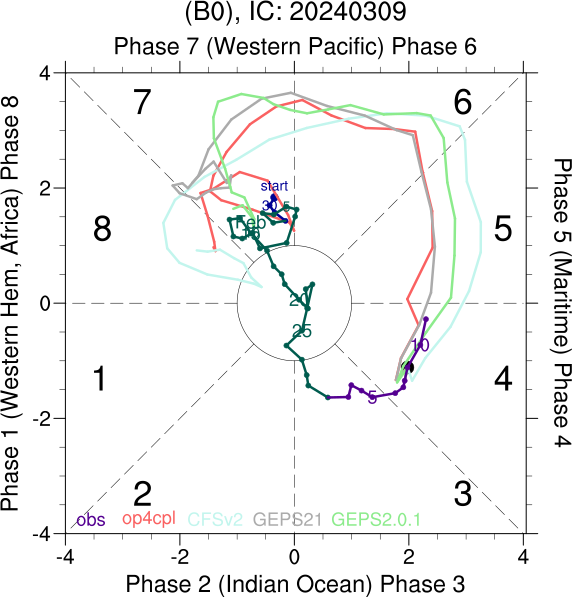 (B0), IC: 20240309
Phase 7 (Western Pacific) Phase 6
Phase 1 (Western Hem, Africa) Phase 8
Phase 5 (Maritime) Phase 4
4
2
0
-2
-4
7
6
8
5
1
4
2
3
start
30
5
Feb
20
25
10
5
obs
op4cpl
CFSv2
GEPS21
GEPS2.0.1
-4
-2
0
2
4
Phase 2 (Indian Ocean) Phase 3